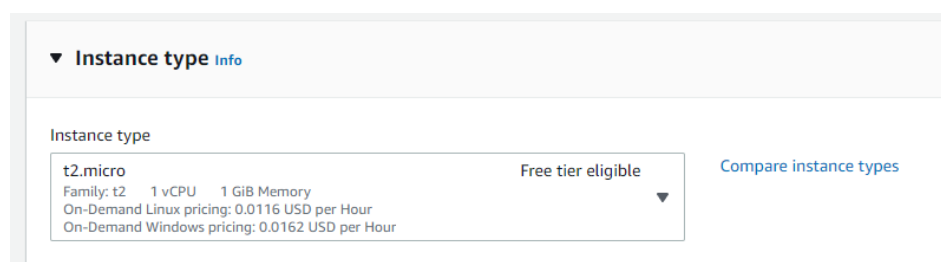 Instance type Info
Instance type
t2.micro Free tier eligible
Family: t2 1 vCPU 1 GiB Memory
On-Demand Linux pricing: 0.0116 USD per Hour
On-Demand Windows pricing: 0.0162 USD per Hour
Compare instance types